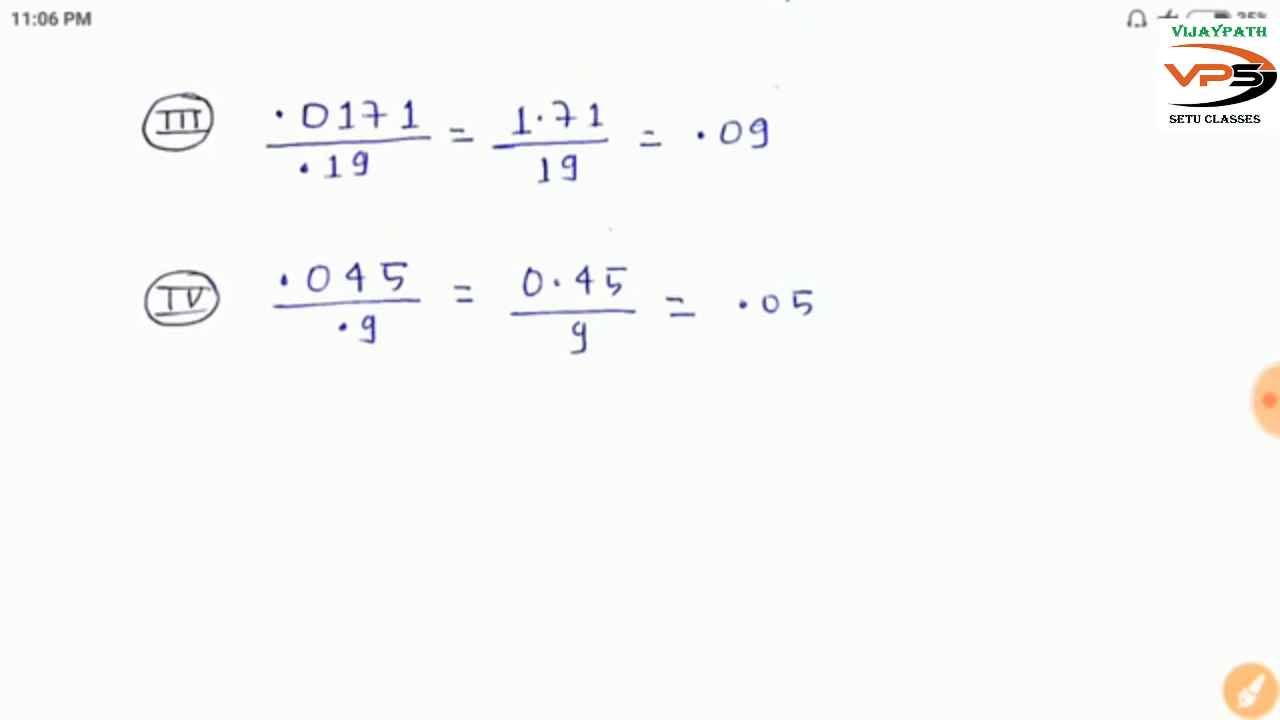 11:06 PM
VIJAYPATH
VPS
SETU CLASSES
III .0171/.19 = 1.71/19 = .09
IV .045/.9 = 0.45/9 = .05